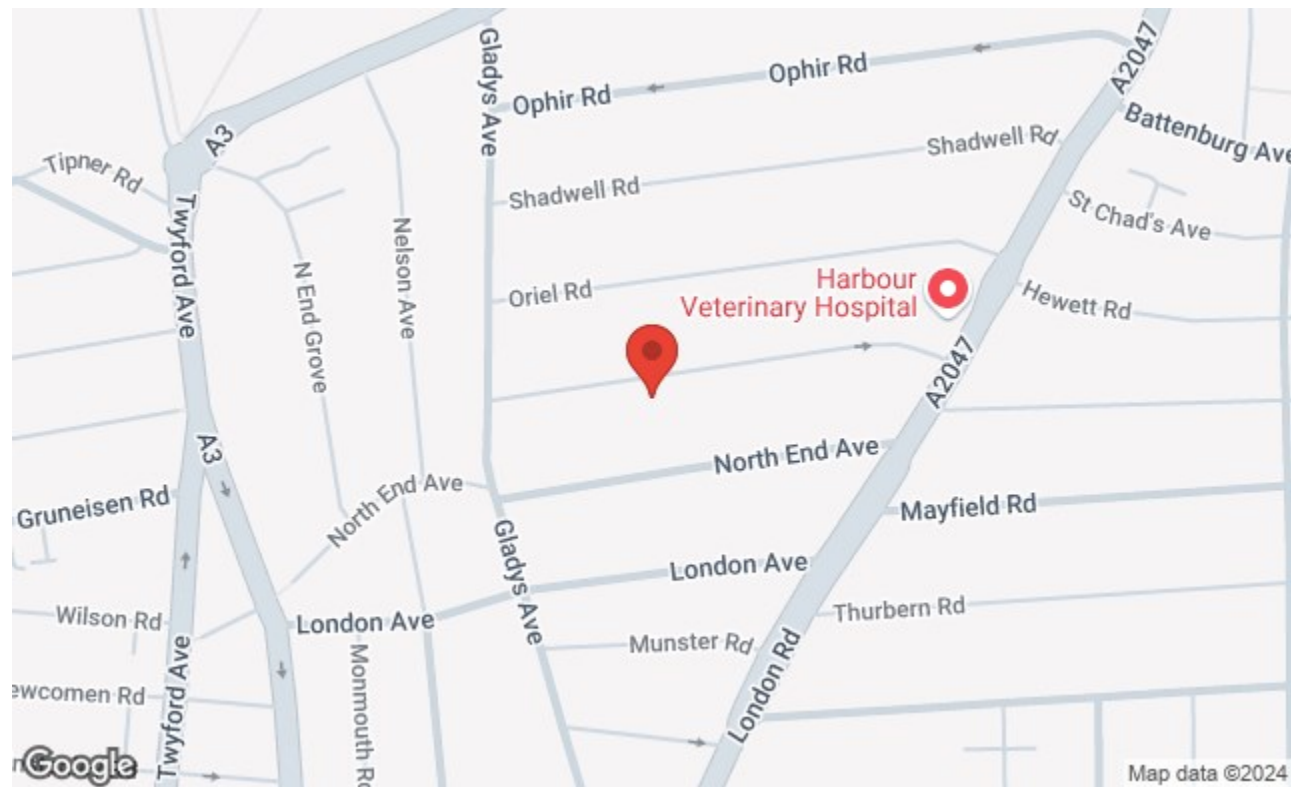 Gladys Ave
Ophir Rd
Ophir Rd
A2047
Battenburg Ave
A3
Tipner Rd
Shadwell Rd
Shadwell Rd
St Chad's Ave
Twyford Ave
N End Grove
Nelson Ave
Oriel Rd
Harbour
Veterinary Hospital
Hewett Rd
A2047
A3
North End Ave
North End Ave
Gruneisen Rd
Mayfield Rd
Gladys Ave
London Ave
London Ave
Wilson Rd
Thurbern Rd
Munster Rd
Monmouth Rd
London Rd
Twyford Ave
ewcomen Rd
Google
Map data ©2024